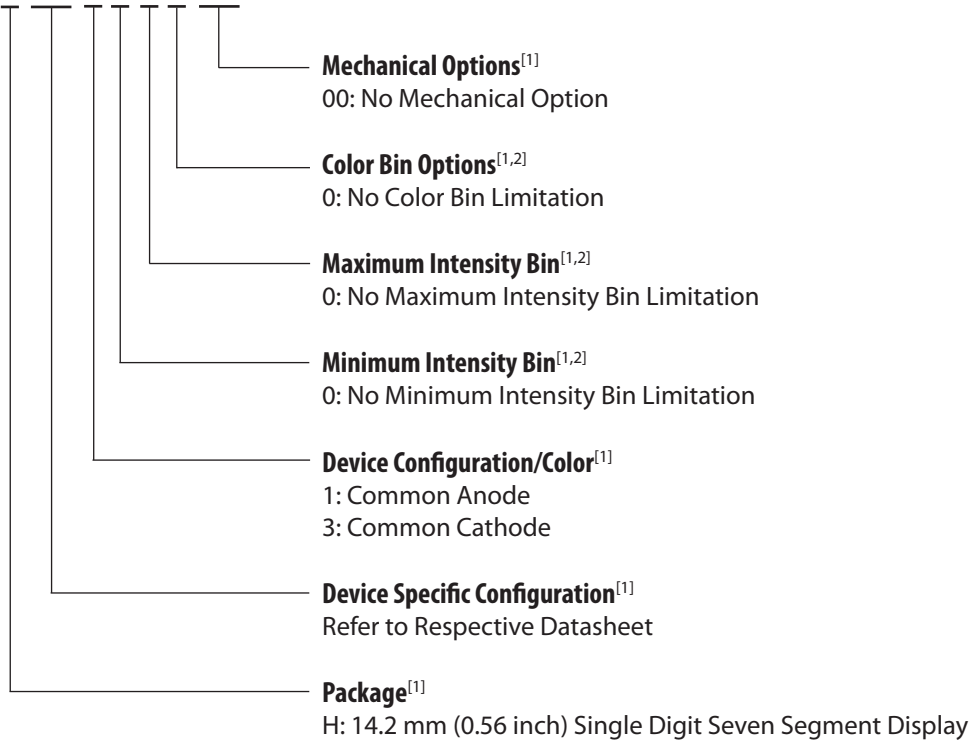 Mechanical Options[1]
00: No Mechanical Option
Color Bin Options[1,2]
0: No Color Bin Limitation
Maximum Intensity Bin[1,2]
0: No Maximum Intensity Bin Limitation
Minimum Intensity Bin[1,2]
0: No Minimum Intensity Bin Limitation
Device Configuration/Color[1]
1: Common Anode
3: Common Cathode
Device Specific Configuration[1]
Refer to Respective Datasheet
Package[1]
H: 14.2 mm (0.56 inch) Single Digit Seven Segment Display